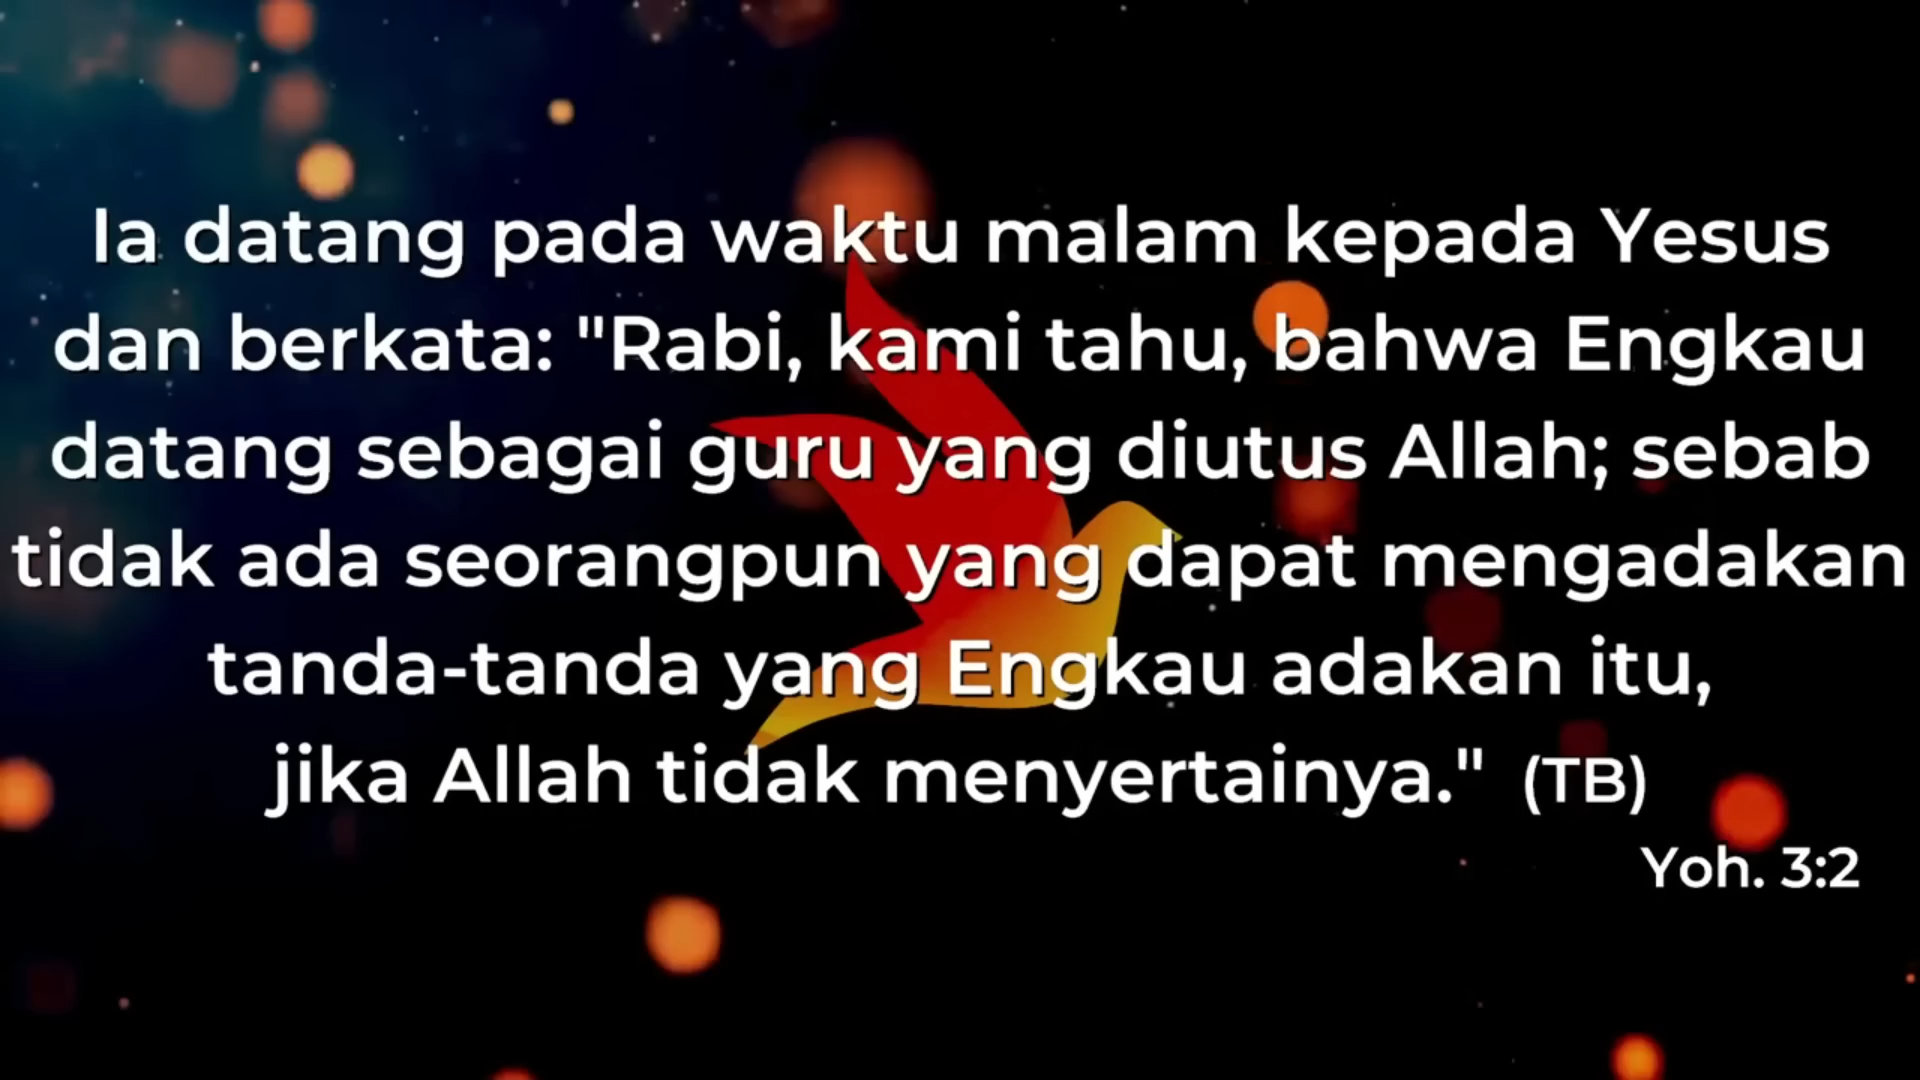 Ia datang pada waktu malam kepada Yesus
dan berkata: "Rabi, kami tahu, bahwa Engkau
datang sebagai guru yang diutus Allah; sebab
tidak ada seorangpun yang dapat mengadakan
tanda-tanda yang Engkau adakan itu,
jika Allah tidak menyertainya." (TB)
Yoh. 3:2